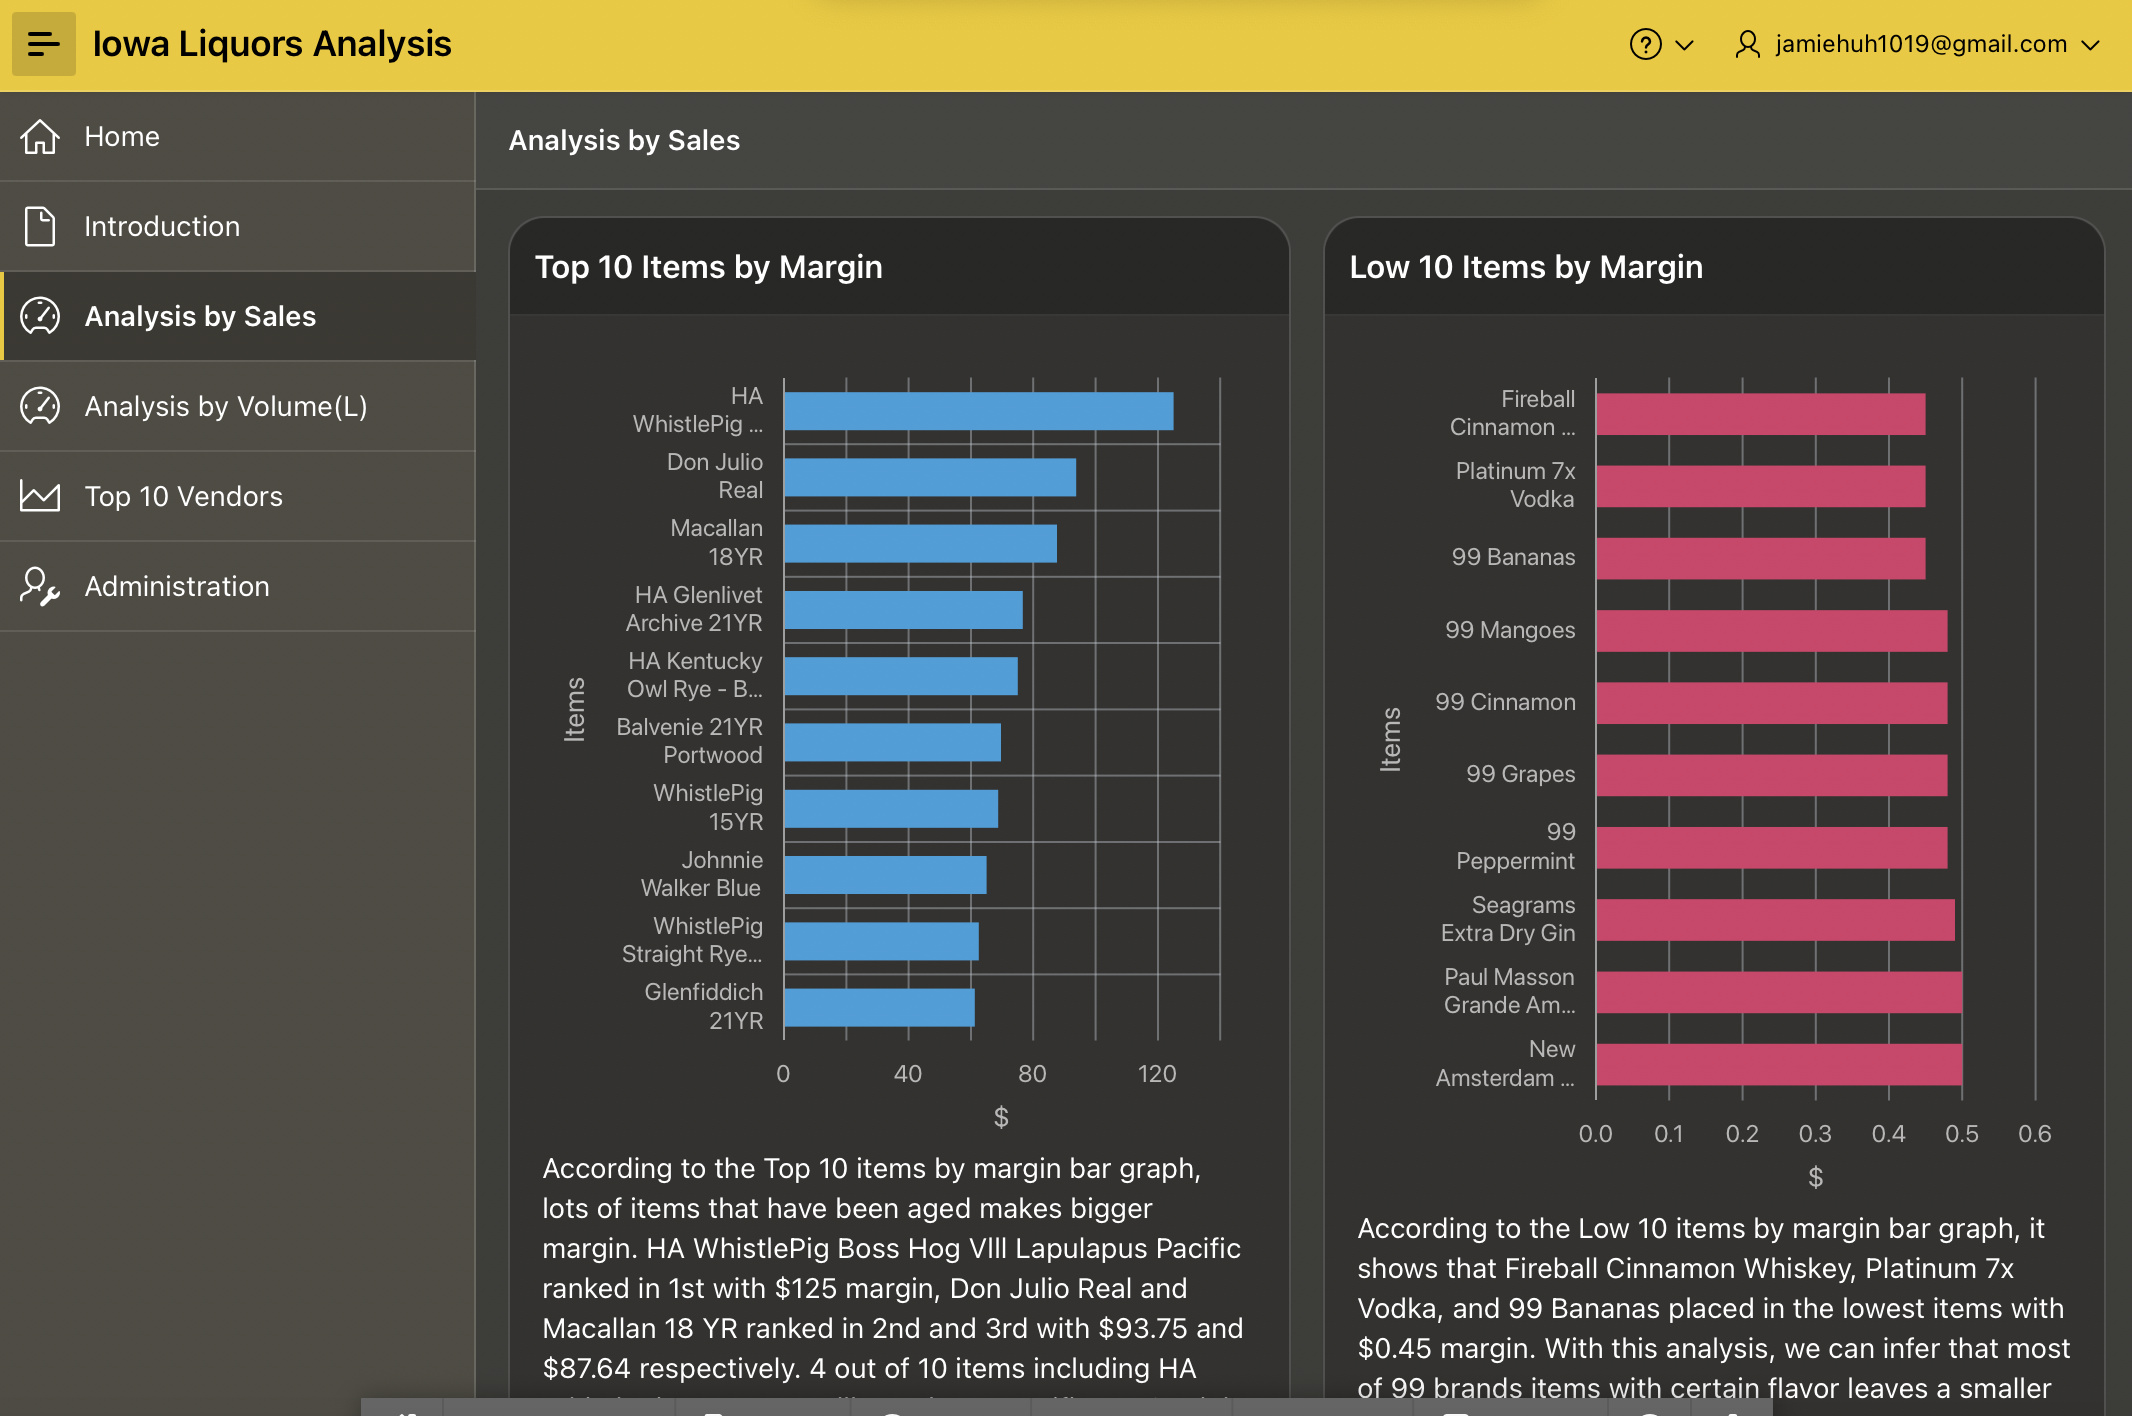 Iowa Liquors Analysis
jamiehuh1019@gmail.com
Home
Introduction
Analysis by Sales
Analysis by Volume(L)
Top 10 Vendors
Administration
Analysis by Sales
Top 10 Items by Margin
Items
HA
WhistlePig ...
Don Julio
Real
Macallan
18YR
HA Glenlivet
Archive 21YR
HA Kentucky
Owl Rye - B...
Balvenie 21YR
Portwood
WhistlePig
15YR
Johnnie
Walker Blue
WhistlePig
Straight Rye...
Glenfiddich
21YR
0 40 80 120
$
According to the Top 10 items by margin bar graph,
lots of items that have been aged makes bigger
margin. HA WhistlePig Boss Hog Vlll Lapulapus Pacific
ranked in 1st with $125 margin, Don Julio Real and
Macallan 18 YR ranked in 2nd and 3rd with $93.75 and
$87.64 respectively. 4 out of 10 items including HA
Low 10 Items by Margin
Items
Fireball
Cinnamon ...
Platinum 7x
Vodka
99 Bananas
99 Mangoes
99 Cinnamon
99 Grapes
99
Peppermint
Seagrams
Extra Dry Gin
Paul Masson
Grande Am...
New
Amsterdam ...
0.0 0.1 0.2 0.3 0.4 0.5 0.6
$
According to the Low 10 items by margin bar graph, it
shows that Fireball Cinnamon Whiskey, Platinum 7x
Vodka, and 99 Bananas placed in the lowest items with
$0.45 margin. With this analysis, we can infer that most
of 99 brands items with certain flavor leaves a smaller